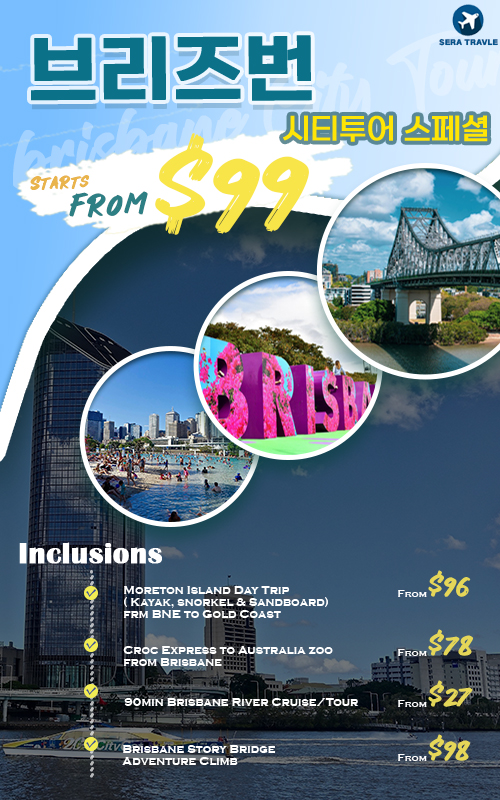 SERA TRAVLE
브리즈번
brisbane City Tour
시티투어 스페셜
STARTS
FROM $99
BRISBA
Inclusions
MORETON ISLAND DAY TRIP
( KAYAK, SNORKEL & SANDBOARD)
FRM BNE TO GOLD COAST
FROM $96
CROC EXPRESS TO AUSTRALIA ZOO
FROM BRISBANE
FROM $78
90MIN BRISBANE RIVER CRUISE/TOUR
FROM $27
BRISBANE STORY BRIDGE
ADVENTURE CLIMB
FROM $98